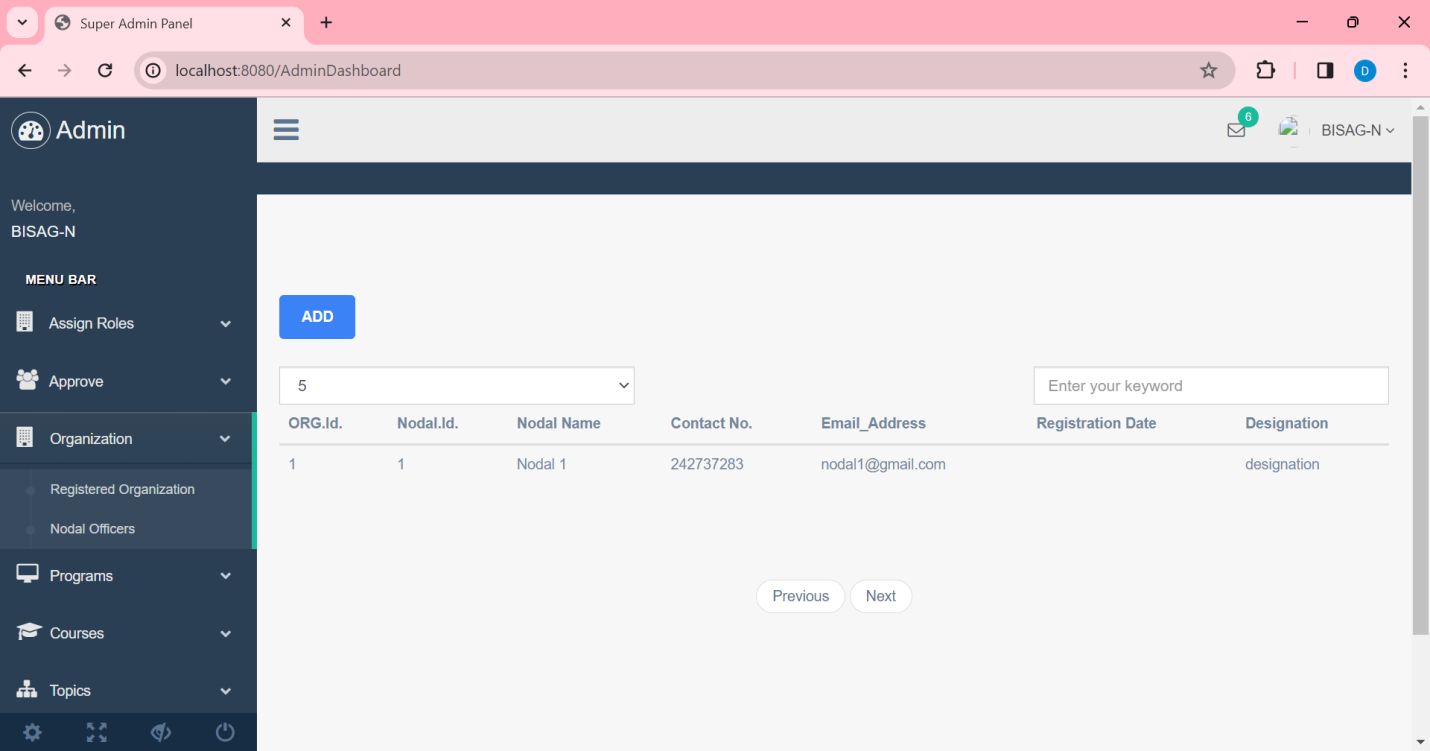 Super Admin Panel
localhost:8080/AdminDashboard
D
Admin
6
BISAG-N
Welcome,
BISAG-N
MENU BAR
Assign Roles
Approve
Organization
Registered Organization
Nodal Officers
Programs
Courses
Topics
ADD
5
Enter your keyword
ORG.Id. Nodal.Id. Nodal Name Contact No. Email_Address Registration Date Designation
1 1 Nodal 1 242737283 nodal1@gmail.com designation
Previous Next